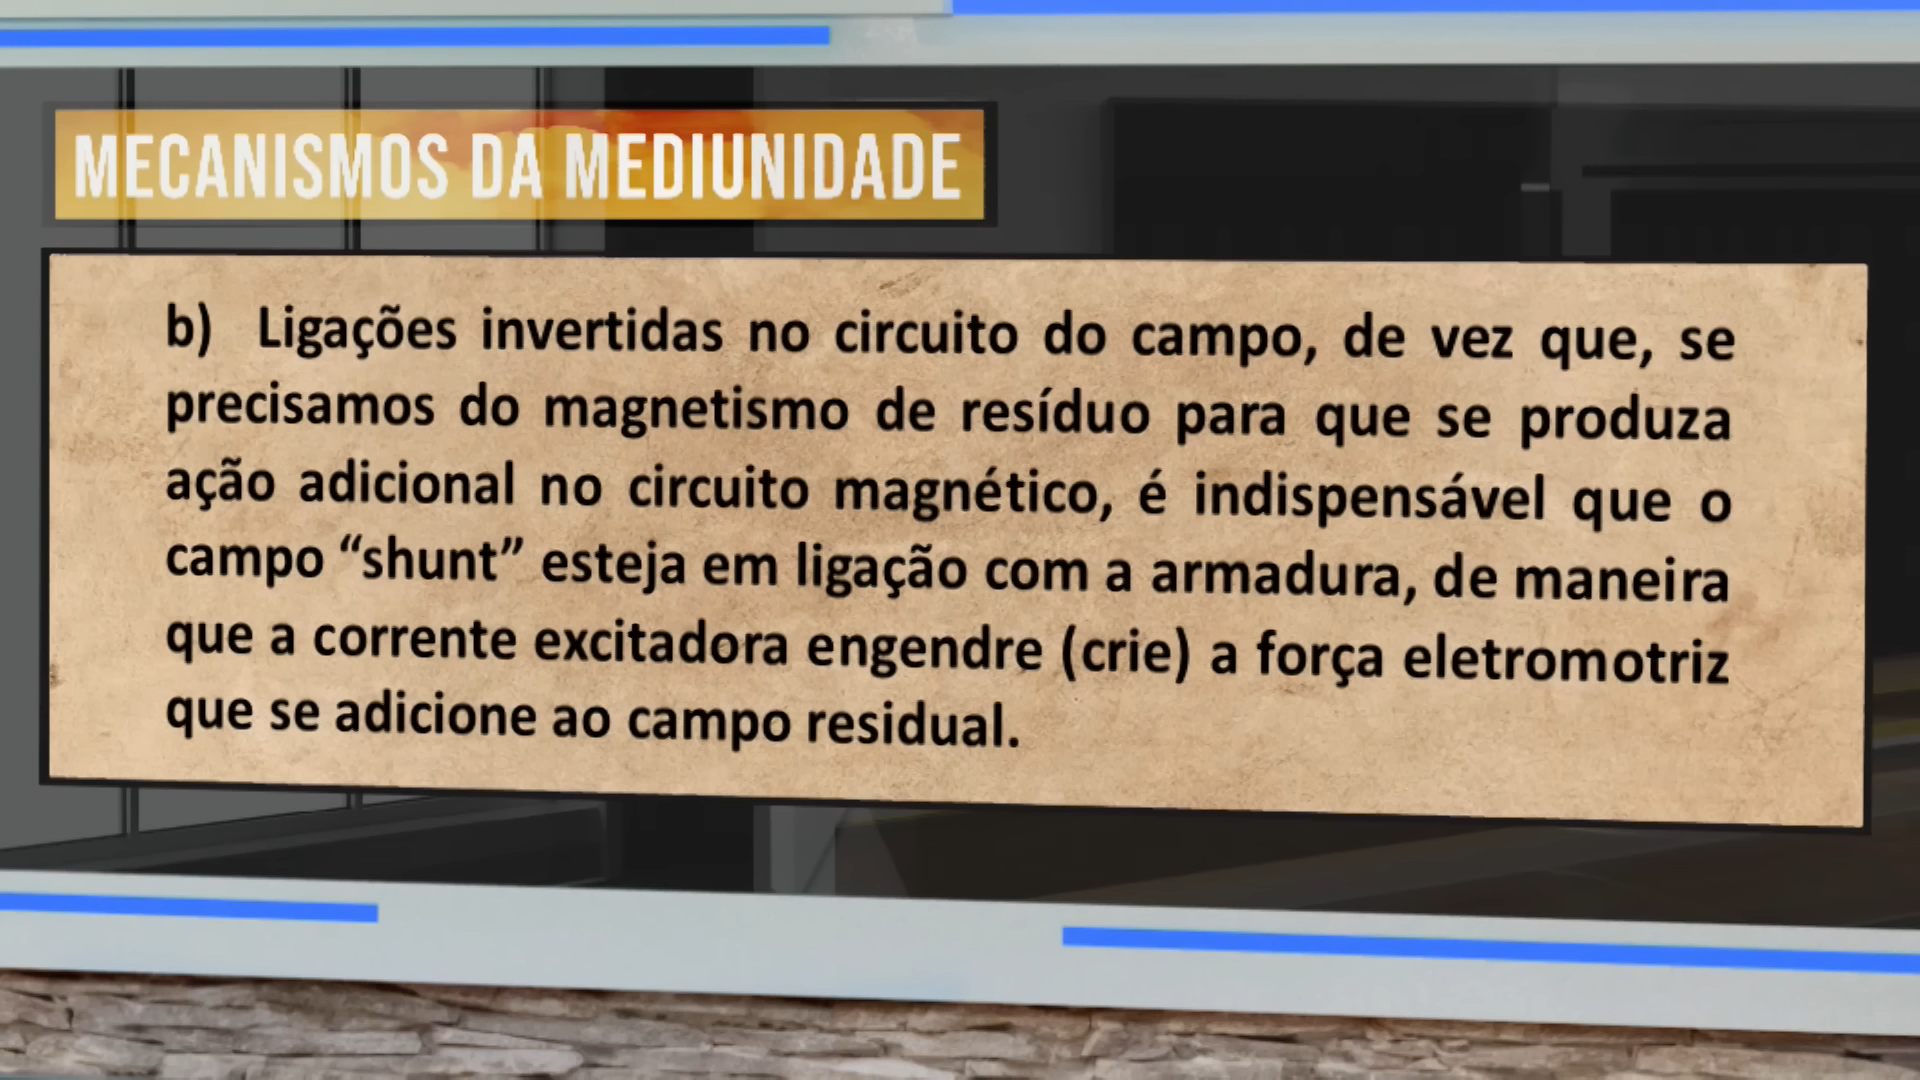 MECANISMOS DA MEDIUNIDADE
b) Ligações invertidas no circuito do campo, de vez que, se
precisamos do magnetismo de resíduo para que se produza
ação adicional no circuito magnético, é indispensável que o
campo “shunt” esteja em ligação com a armadura, de maneira
que a corrente excitadora engendre (crie) a força eletromotriz
que se adicione ao campo residual.